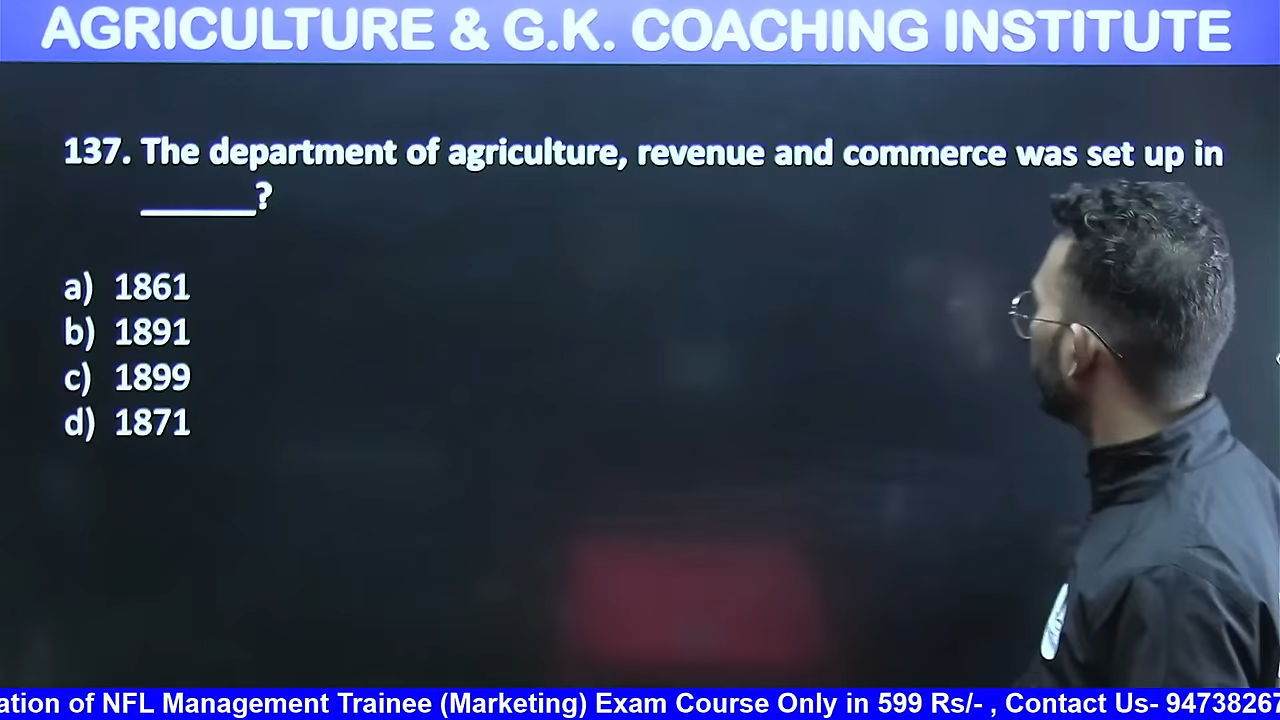 AGRICULTURE & G.K. COACHING INSTITUTE
137. The department of agriculture, revenue and commerce was set up in
______?
a) 1861
b) 1891
c) 1899
d) 1871
ation of NFL Management Trainee (Marketing) Exam Course Only in 599 Rs/- , Contact Us- 94738267